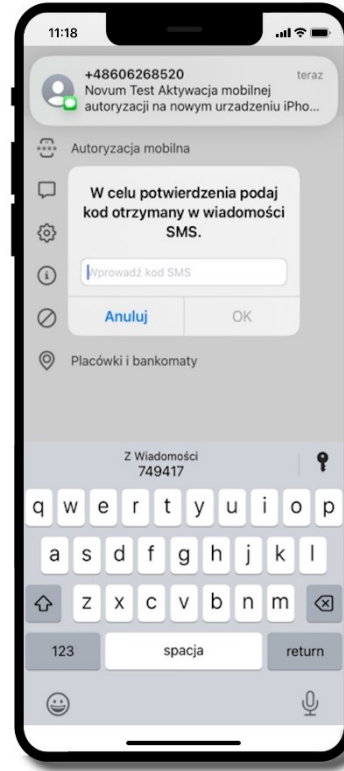 11:18
+48606268520 teraz
Novum Test Aktywacja mobilnej
autoryzacji na nowym urzadzeniu iPho...
Autoryzacja mobilna
W celu potwierdzenia podaj
kod otrzymany w wiadomości
SMS.
Wprowadź kod SMS
Anuluj OK
Placówki i bankomaty
Z Wiadomości
749417
q w e r t y u i o p
a s d f g h j k l
z x c v b n m
123 spacja return